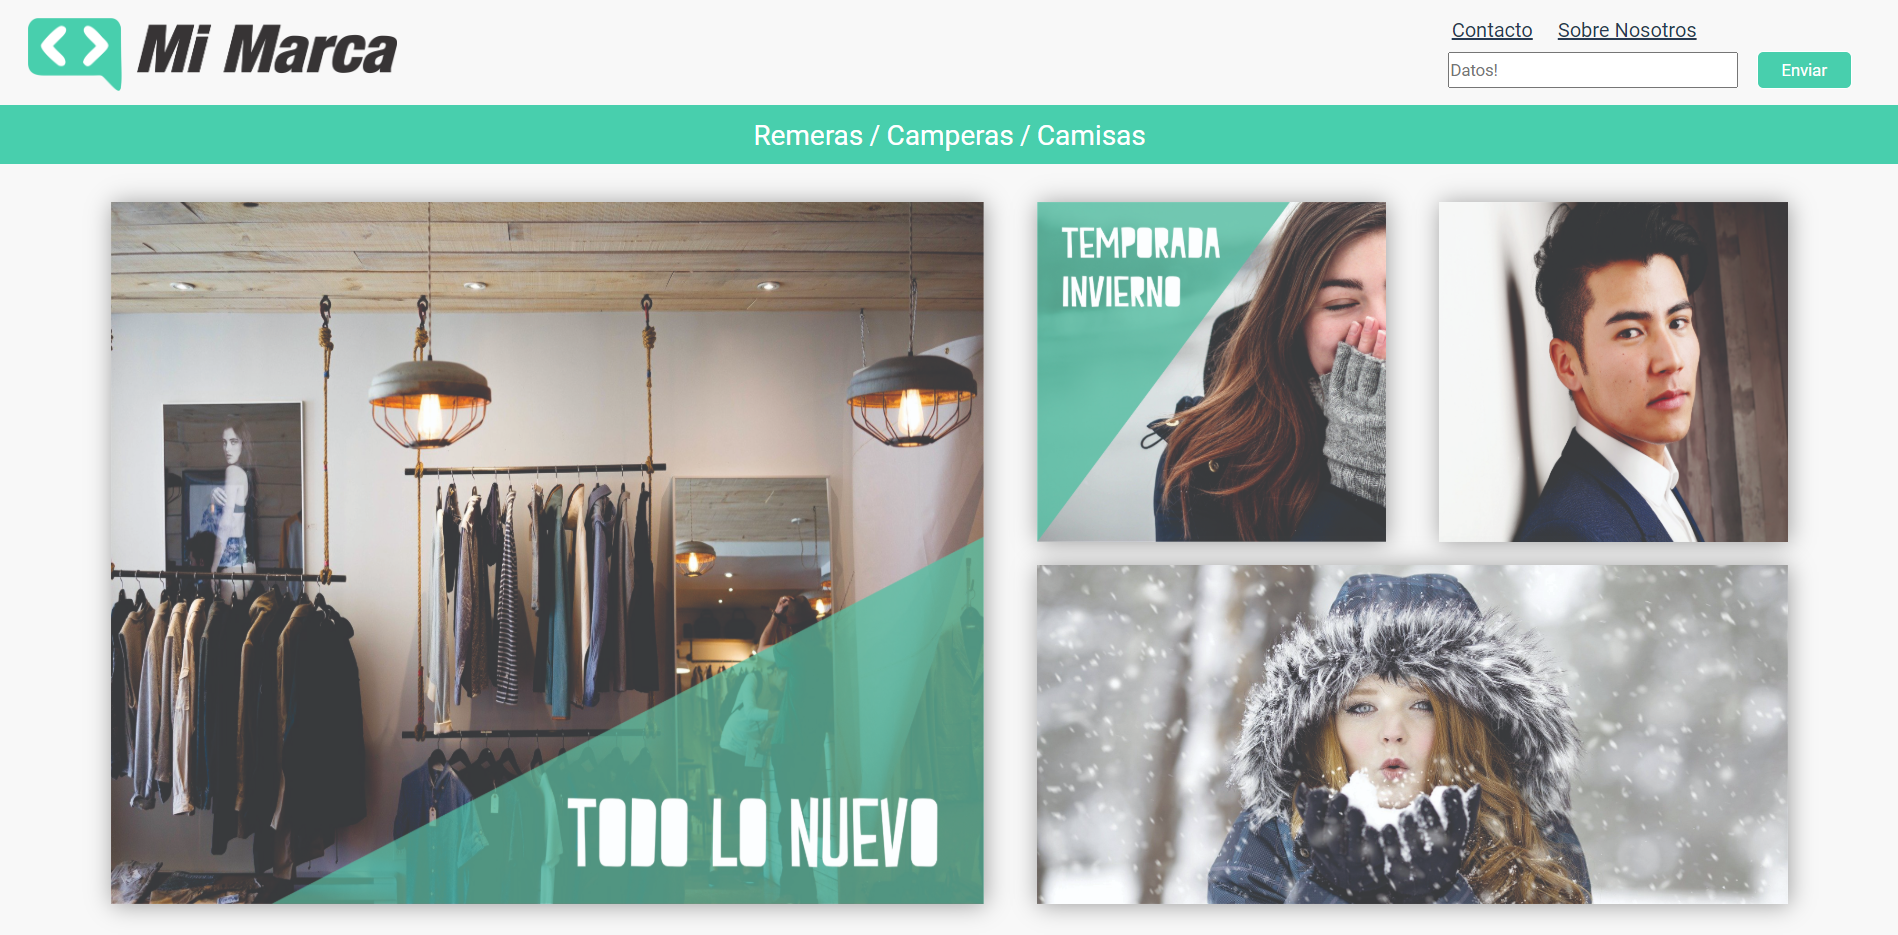 Mi Marca
Contacto Sobre Nosotros
Datos! Enviar
Remeras / Camperas / Camisas
TEMPORADA
INVIERNO
TODO LO NUEVO